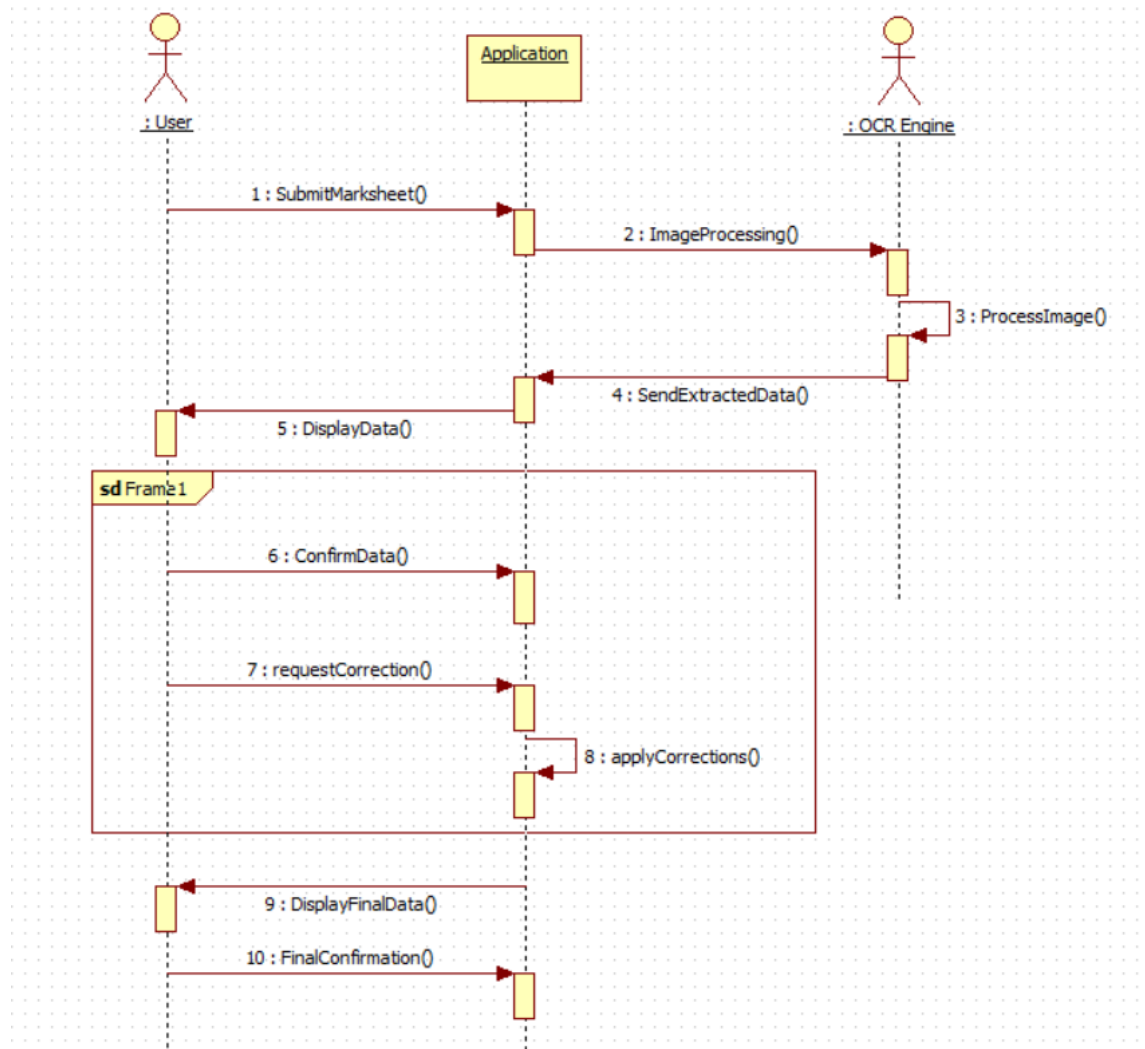 Application
: User
: OCR Engine
1 : SubmitMarksheet()
2 : ImageProcessing()
3 : ProcessImage()
4 : SendExtractedData()
5 : DisplayData()
sd Frame1
6 : ConfirmData()
7 : requestCorrection()
8 : applyCorrections()
9 : DisplayFinalData()
10 : FinalConfirmation()